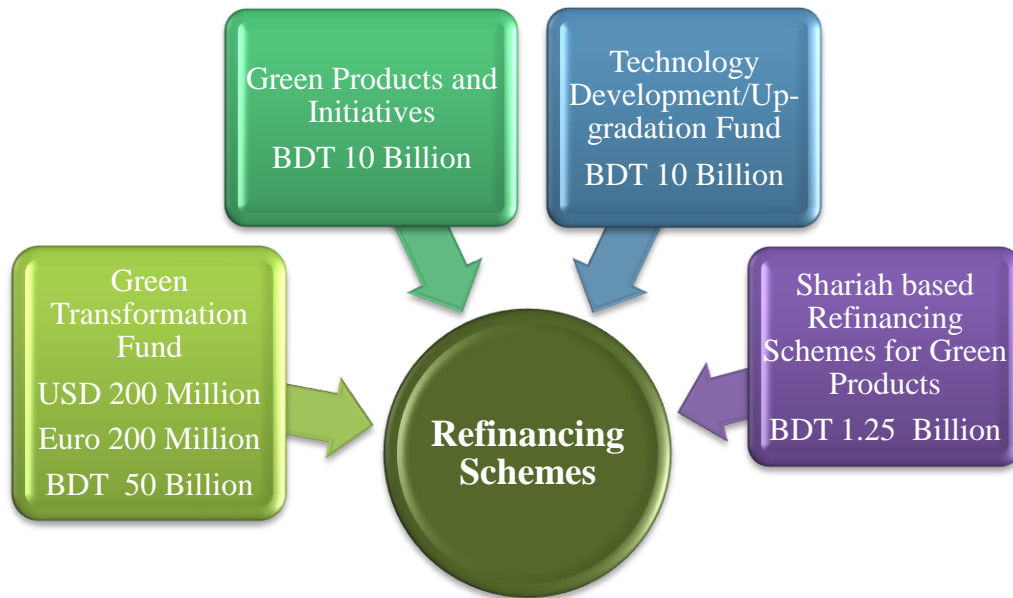 Green
Transformation
Fund
USD 200 Million
Euro 200 Million
BDT 50 Billion
Green Products and
Initiatives
BDT 10 Billion
Technology
Development/Up-
gradation Fund
BDT 10 Billion
Shariah based
Refinancing
Schemes for Green
Products
BDT 1.25 Billion
Refinancing
Schemes